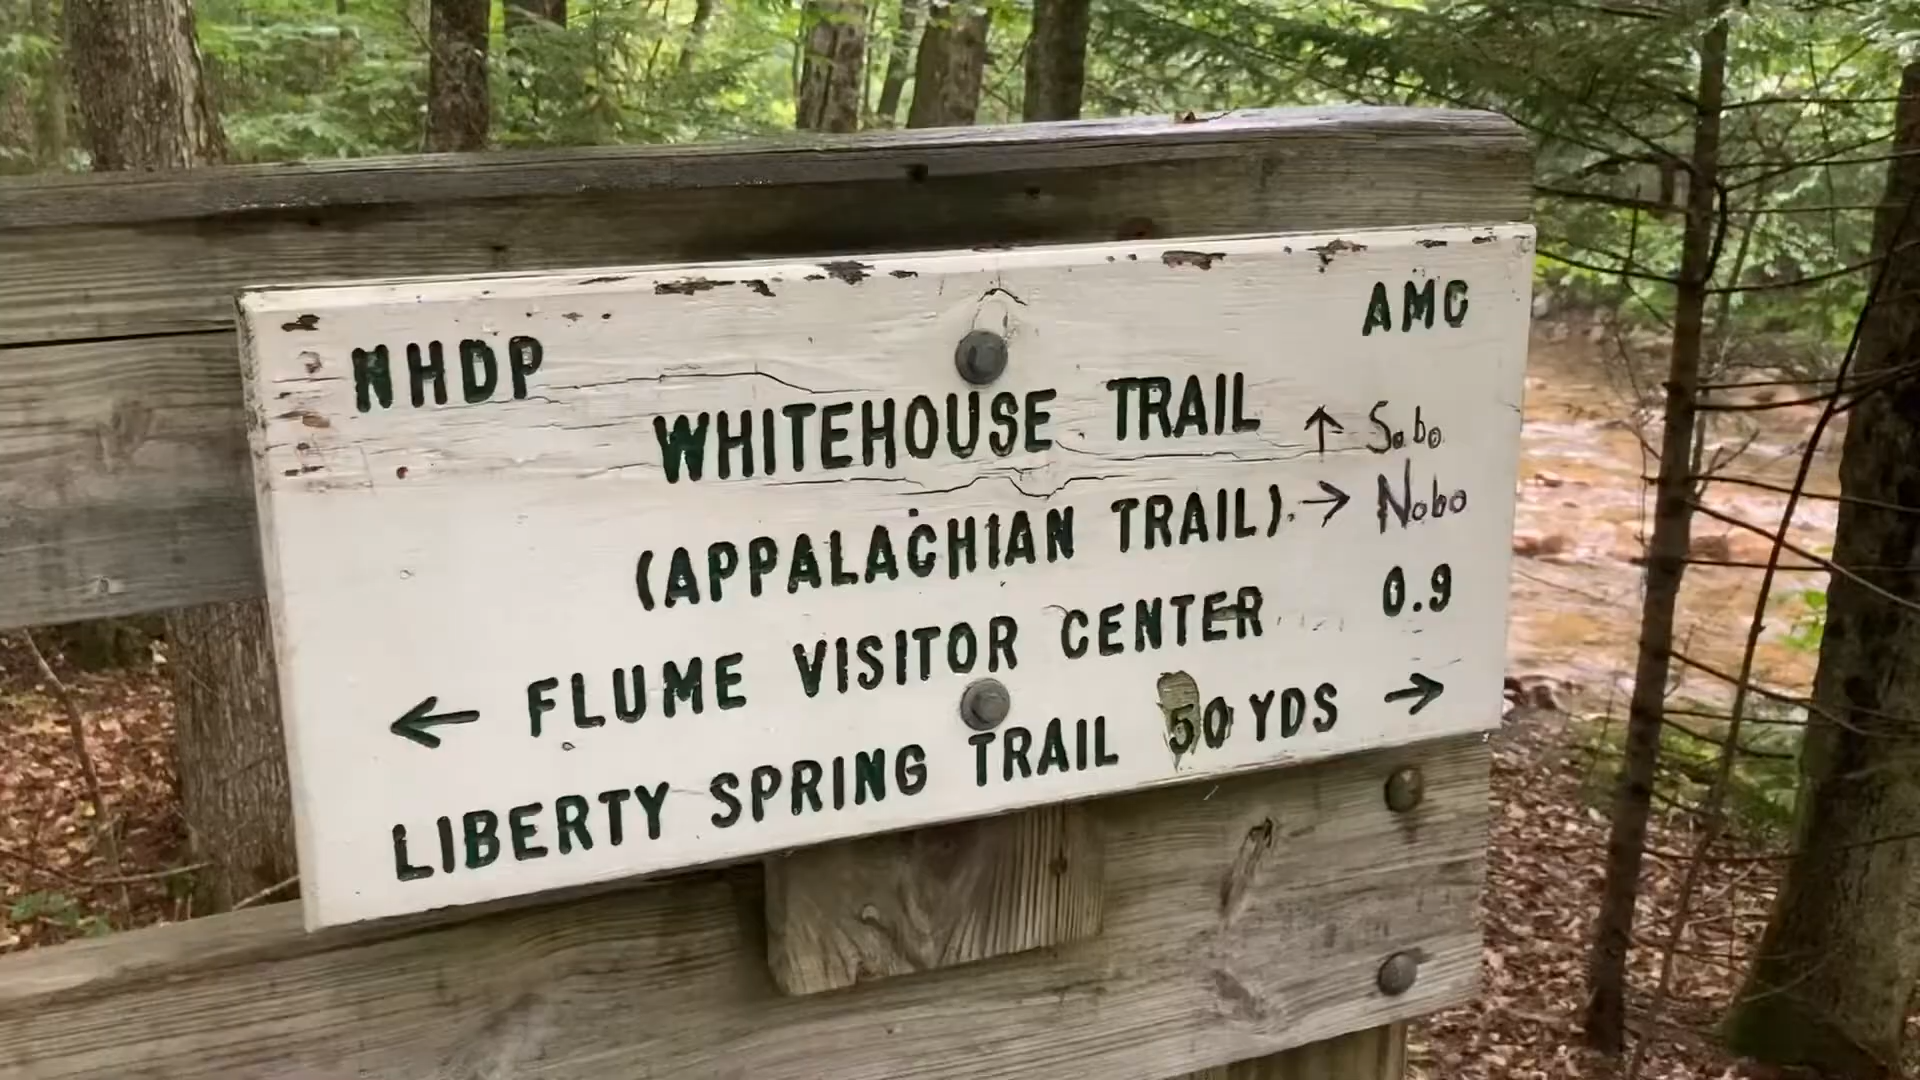 NHDP AMC
WHITEHOUSE TRAIL ↑ Sobo
(APPALACHIAN TRAIL) → Nobo
← FLUME VISITOR CENTER 0.9
LIBERTY SPRING TRAIL 50 YDS →